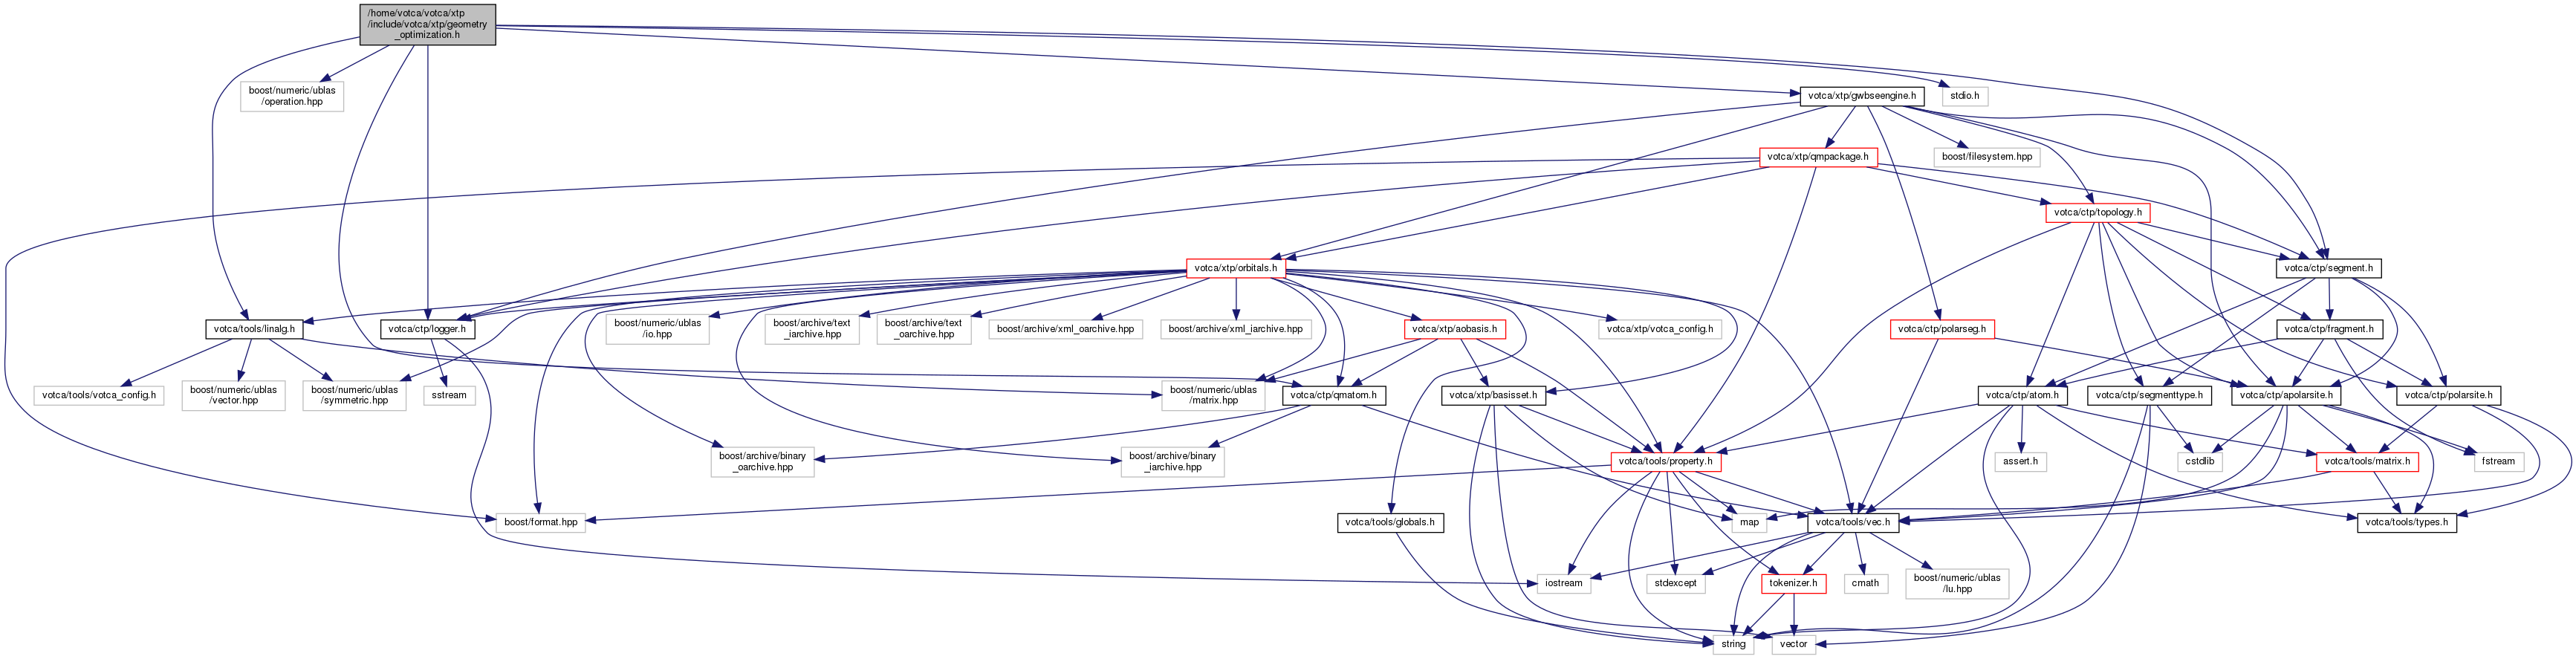 /home/votca/votca/xtp
/include/votca/xtp/geometry
_optimization.h
boost/numeric/ublas
/operation.hpp
votca/xtp/gwbseengine.h
stdio.h
votca/xtp/qmpackage.h
boost/filesystem.hpp
votca/ctp/topology.h
votca/xtp/orbitals.h
votca/ctp/segment.h
votca/tools/linalg.h
votca/ctp/logger.h
boost/numeric/ublas
/io.hpp
boost/archive/text
_iarchive.hpp
boost/archive/text
_oarchive.hpp
boost/archive/xml_oarchive.hpp
boost/archive/xml_iarchive.hpp
votca/xtp/aobasis.h
votca/xtp/votca_config.h
votca/ctp/polarseg.h
votca/ctp/fragment.h
votca/tools/votca_config.h
boost/numeric/ublas
/vector.hpp
boost/numeric/ublas
/symmetric.hpp
sstream
boost/numeric/ublas
/matrix.hpp
votca/ctp/qmatom.h
votca/xtp/basisset.h
votca/ctp/atom.h
votca/ctp/segmenttype.h
votca/ctp/apolarsite.h
votca/ctp/polarsite.h
boost/archive/binary
_oarchive.hpp
boost/archive/binary
_iarchive.hpp
votca/tools/property.h
assert.h
cstdlib
votca/tools/matrix.h
fstream
boost/format.hpp
votca/tools/globals.h
map
votca/tools/vec.h
votca/tools/types.h
iostream
stdexcept
tokenizer.h
cmath
boost/numeric/ublas
/lu.hpp
string
vector